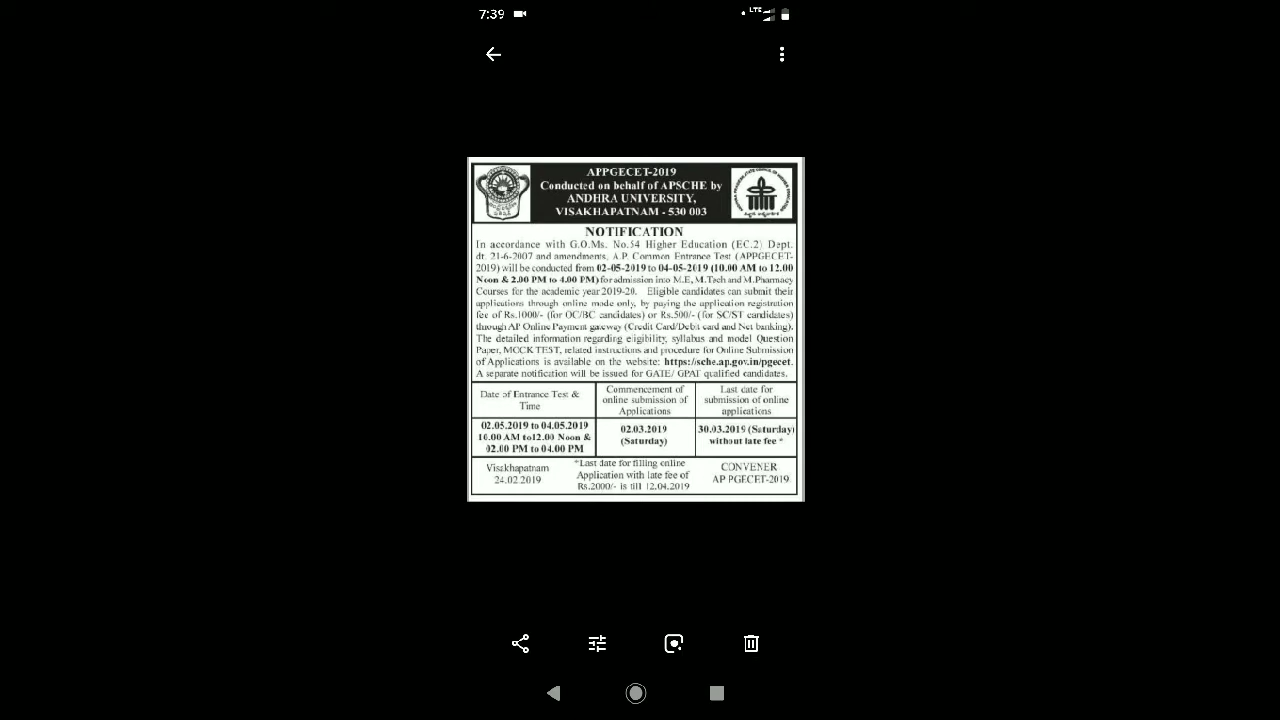 7:39
LTE
APPGECET-2019
Conducted on behalf of APSCHE by
ANDHRA UNIVERSITY,
VISAKHAPATNAM - 530 003
NOTIFICATION
In accordance with G.O.Ms. No.54 Higher Education (EC.2) Dept.
dt. 21-6-2007 and amendments, A.P. Common Entrance Test (APPGECET-
2019) will be conducted from 02-05-2019 to 04-05-2019 (10.00 AM to 12.00
Noon & 2.00 PM to 4.00 PM) for admission into M.E, M.Tech and M.Pharmacy
Courses for the academic year 2019-20. Eligible candidates can submit their
applications through online mode only, by paying the application registration
fee of Rs.1000/- (for OC/BC candidates) or Rs.500/- (for SC/ST candidates)
through AP Online Payment gateway (Credit Card/Debit card and Net banking).
The detailed information regarding eligibility, syllabus and model Question
Paper, MOCK TEST, related instructions and procedure for Online Submission
of Applications is available on the website: https://sche.ap.gov.in/pgecet.
A separate notification will be issued for GATE/ GPAT qualified candidates.
Date of Entrance Test &
Time
Commencement of
online submission of
Applications
Last date for
submission of online
applications
02.05.2019 to 04.05.2019
10.00 AM to12.00 Noon &
02.00 PM to 04.00 PM
02.03.2019
(Saturday)
30.03.2019 (Saturday)
without late fee *
Visakhapatnam
24.02.2019
*Last date for filling online
Application with late fee of
Rs.2000/- is till 12.04.2019
CONVENER
AP PGECET-2019